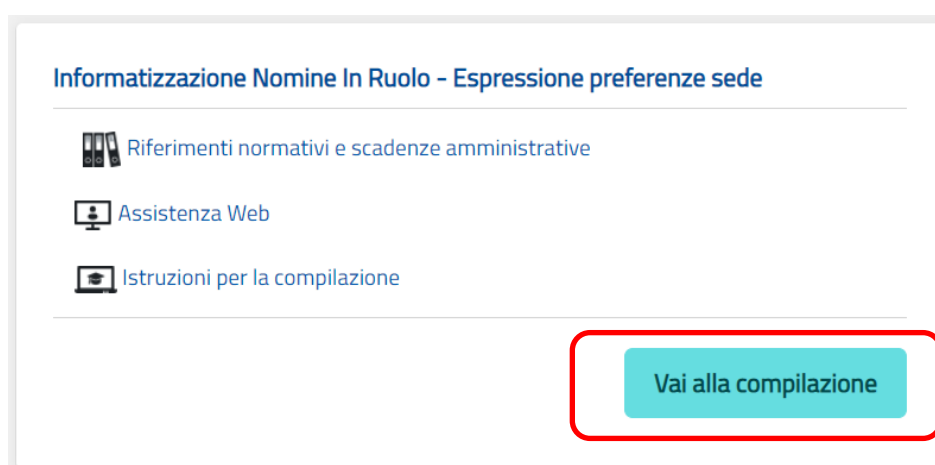 Informatizzazione Nomine In Ruolo - Espressione preferenze sede
Riferimenti normativi e scadenze amministrative
Assistenza Web
Istruzioni per la compilazione
Vai alla compilazione